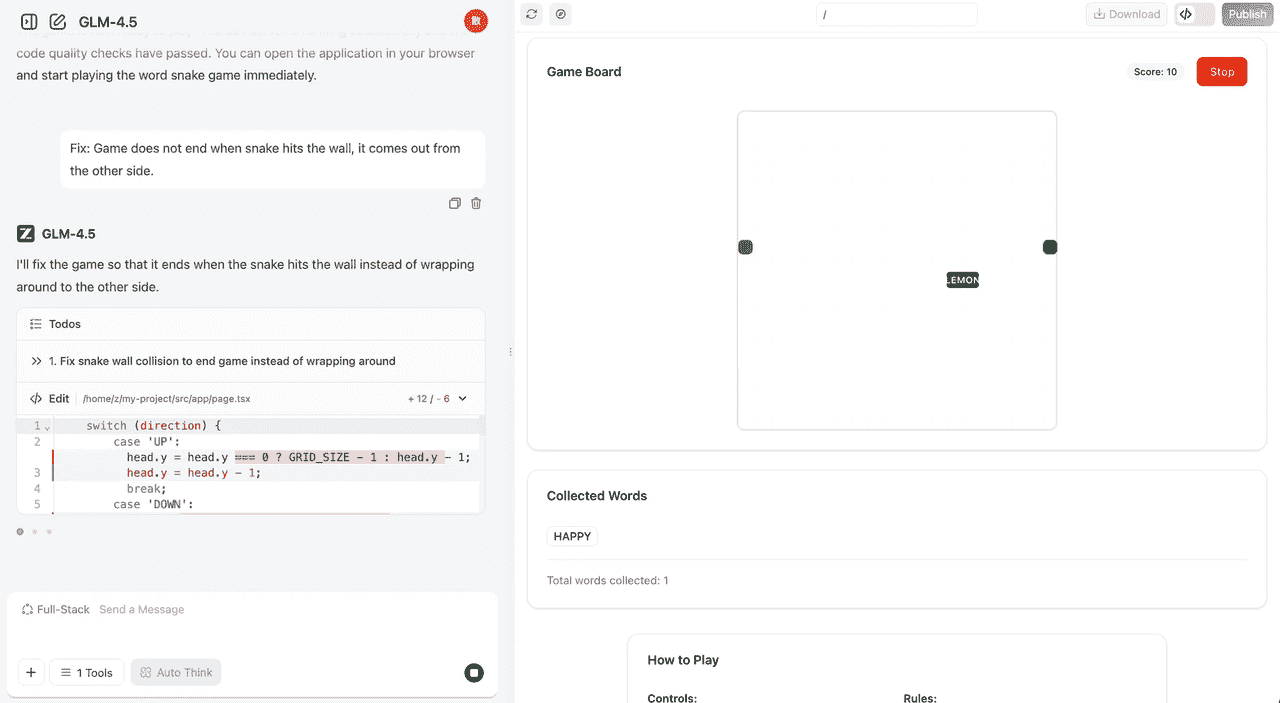 GLM-4.5
code quality checks have passed. You can open the application in your browser
and start playing the word snake game immediately.
Fix: Game does not end when snake hits the wall, it comes out from
the other side.
GLM-4.5
I'll fix the game so that it ends when the snake hits the wall instead of wrapping
around to the other side.
Todos
1. Fix snake wall collision to end game instead of wrapping around
Edit
/home/z/my-project/src/app/page.tsx
+ 12 / - 6
1 switch (direction) {
2 case 'UP':
head.y = head.y === 0 ? GRID_SIZE - 1 : head.y - 1;
3 head.y = head.y - 1;
4 break;
5 case 'DOWN':
Full-Stack Send a Message
1 Tools
Auto Think
/
Download
Publish
Game Board
Score: 10
Stop
LEMON
Collected Words
HAPPY
Total words collected: 1
How to Play
Controls:
Rules: